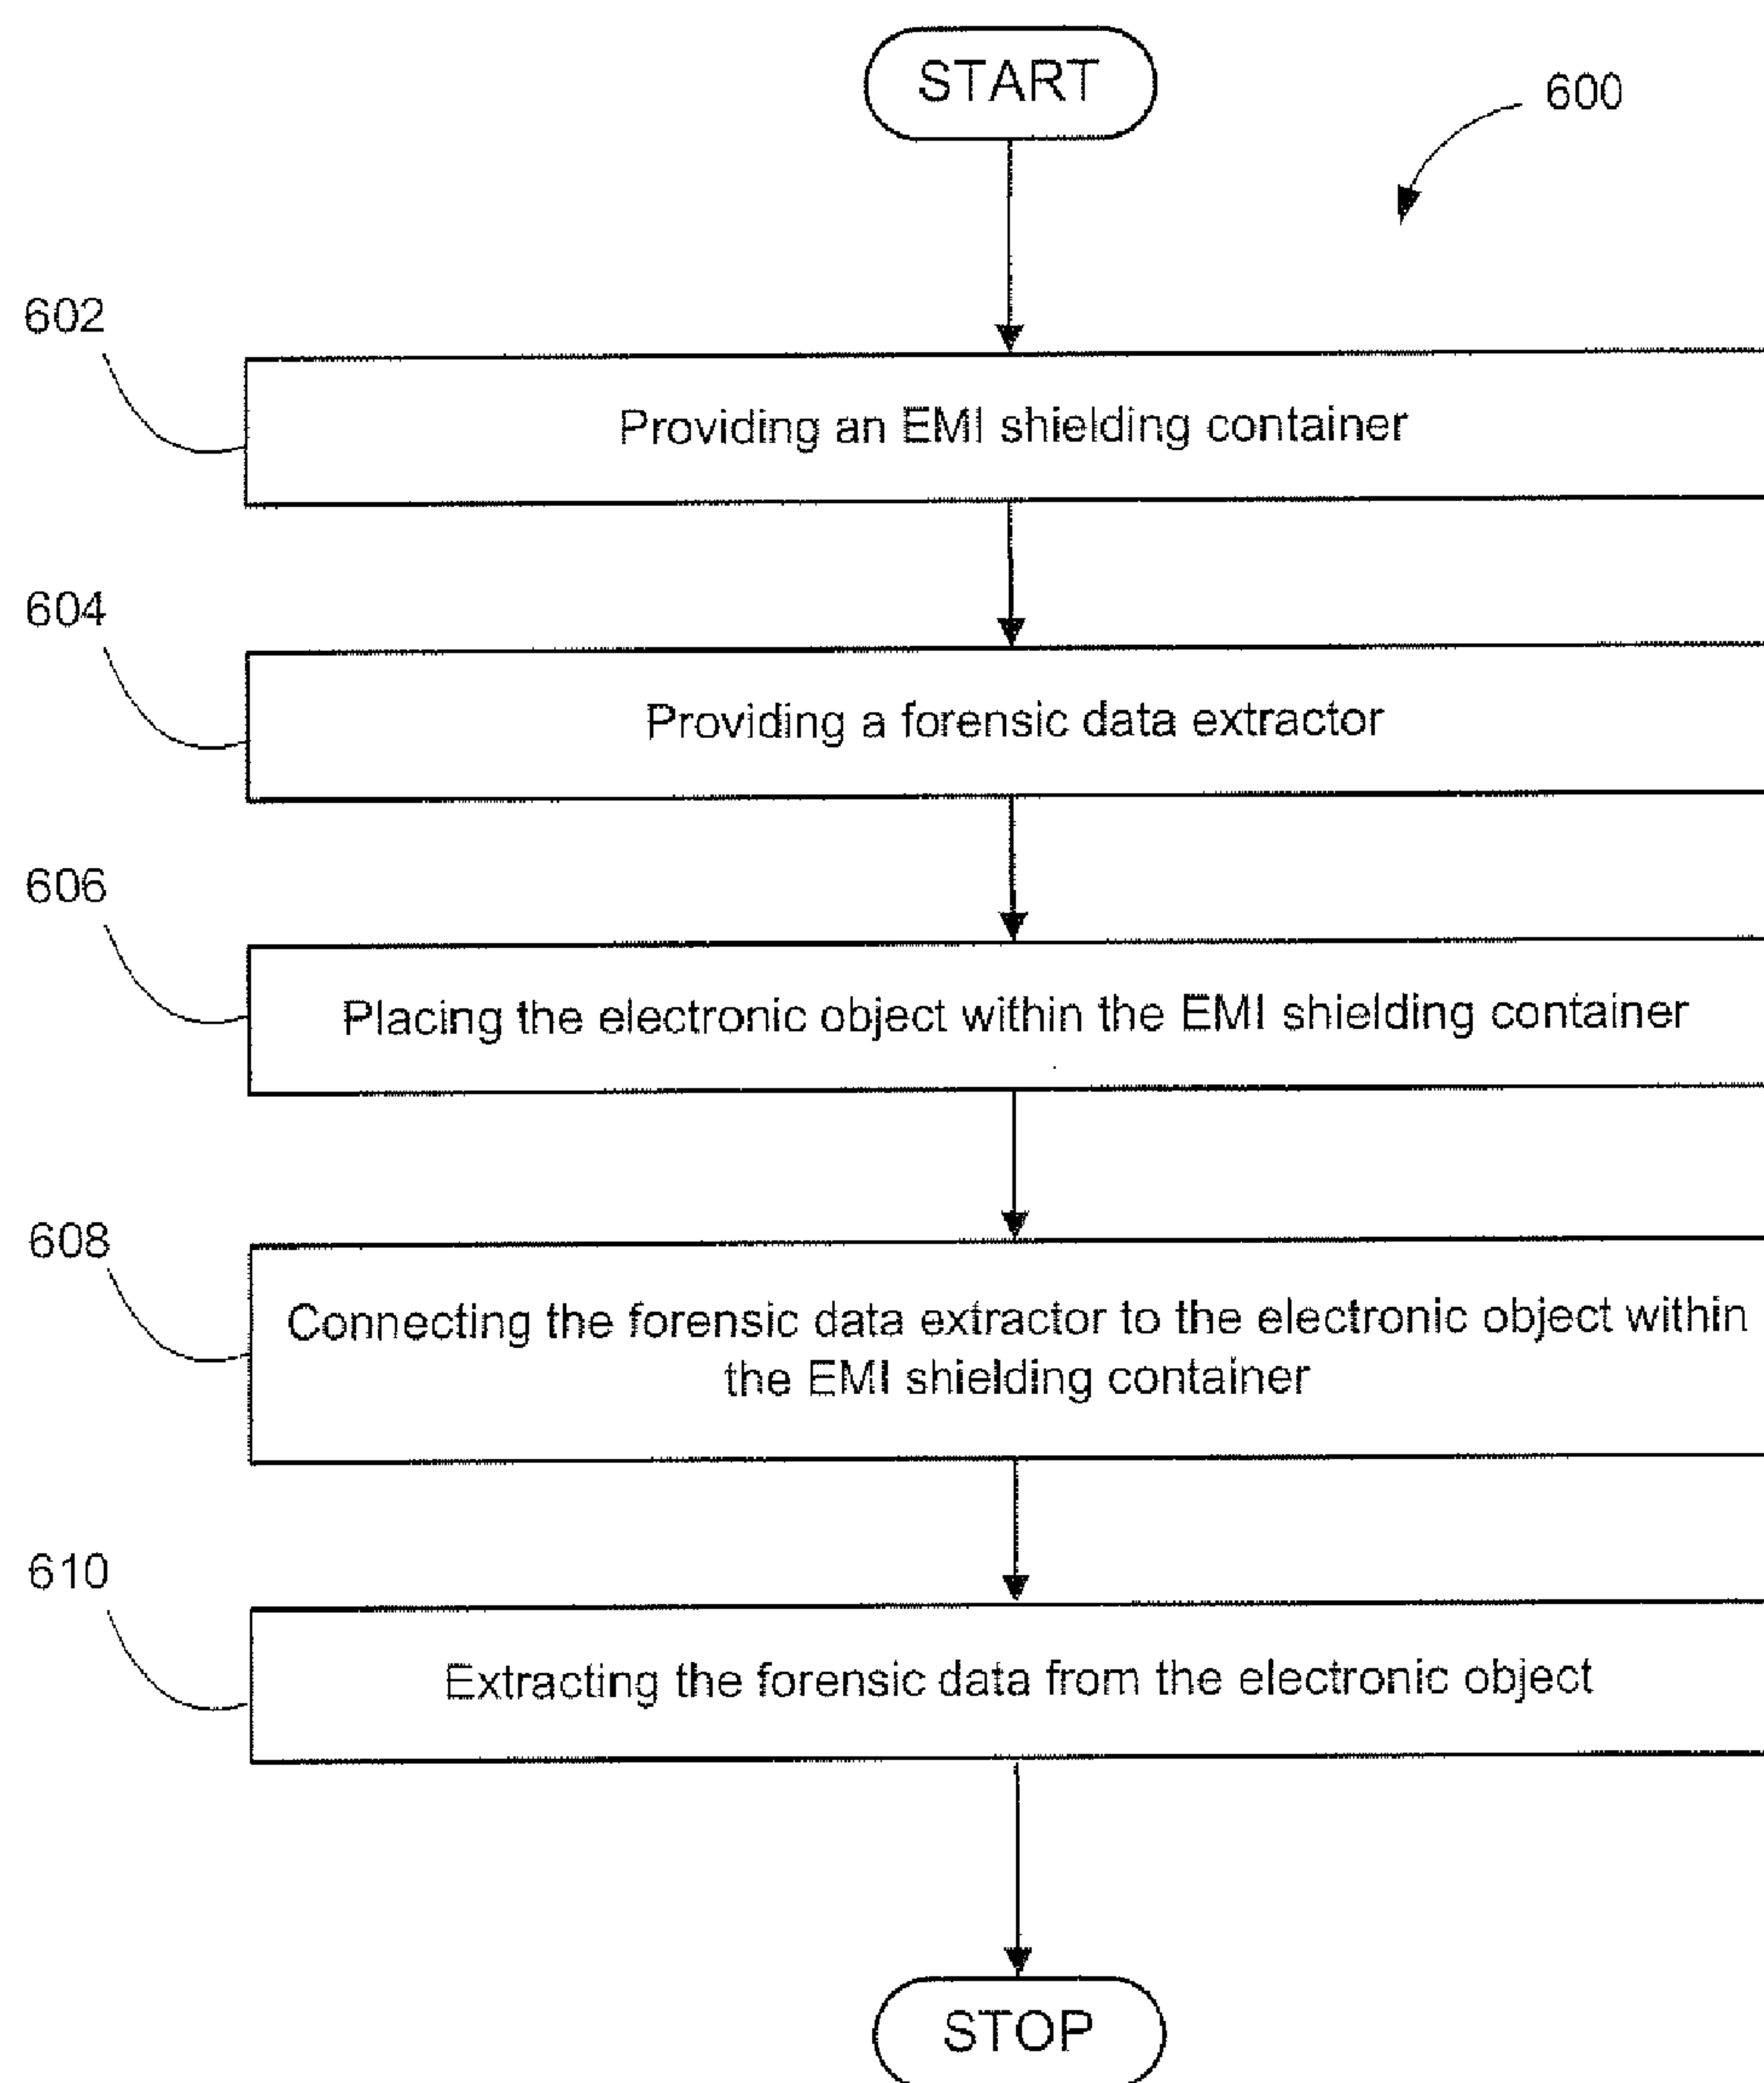 START
600
602
Providing an EMI shielding container
604
Providing a forensic data extractor
606
Placing the electronic object within the EMI shielding container
608
Connecting the forensic data extractor to the electronic object within
the EMI shielding container
610
Extracting the forensic data from the electronic object
STOP